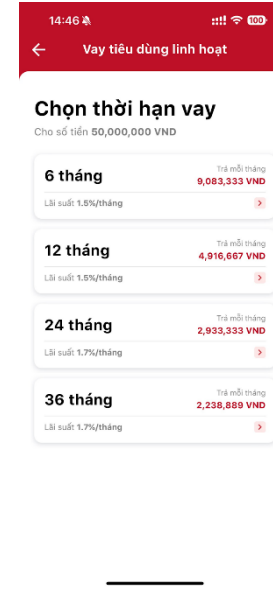 14:46
100
Vay tiêu dùng linh hoạt
Chọn thời hạn vay
Cho số tiền 50,000,000 VND
6 tháng
Trả mỗi tháng
9,083,333 VND
Lãi suất 1.5%/tháng
12 tháng
Trả mỗi tháng
4,916,667 VND
Lãi suất 1.5%/tháng
24 tháng
Trả mỗi tháng
2,933,333 VND
Lãi suất 1.7%/tháng
36 tháng
Trả mỗi tháng
2,238,889 VND
Lãi suất 1.7%/tháng